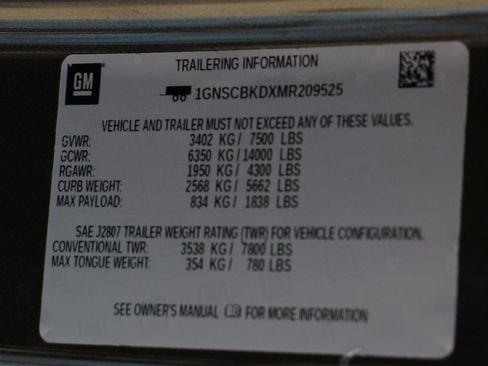 GM
TRAILERING INFORMATION
1GNSCBKDXMR209525
VEHICLE AND TRAILER MUST NOT EXCEED ANY OF THESE VALUES.
GVWR: 3402 KG / 7500 LBS
GCWR: 6350 KG / 14000 LBS
RGAWR: 1950 KG / 4300 LBS
CURB WEIGHT: 2568 KG / 5662 LBS
MAX PAYLOAD: 834 KG / 1838 LBS
SAE J2807 TRAILER WEIGHT RATING (TWR) FOR VEHICLE CONFIGURATION.
CONVENTIONAL TWR: 3538 KG / 7800 LBS
MAX TONGUE WEIGHT: 354 KG / 780 LBS
SEE OWNER'S MANUAL FOR MORE INFORMATION